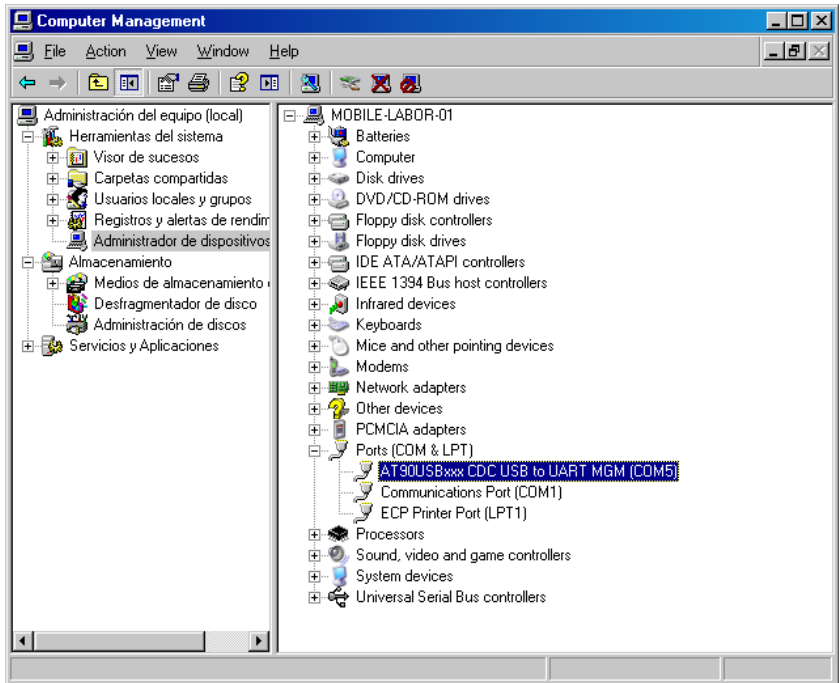 Computer Management
File Action View Window Help
Administración del equipo (local)
Herramientas del sistema
Visor de sucesos
Carpetas compartidas
Usuarios locales y grupos
Registros y alertas de rendim
Administrador de dispositivos
Almacenamiento
Medios de almacenamiento
Desfragmentador de disco
Administración de discos
Servicios y Aplicaciones
MOBILE-LABOR-01
Batteries
Computer
Disk drives
DVD/CD-ROM drives
Floppy disk controllers
Floppy disk drives
IDE ATA/ATAPI controllers
IEEE 1394 Bus host controllers
Infrared devices
Keyboards
Mice and other pointing devices
Modems
Network adapters
Other devices
PCMCIA adapters
Ports (COM & LPT)
AT90USBxxx CDC USB to UART MGM (COM5)
Communications Port (COM1)
ECP Printer Port (LPT1)
Processors
Sound, video and game controllers
System devices
Universal Serial Bus controllers